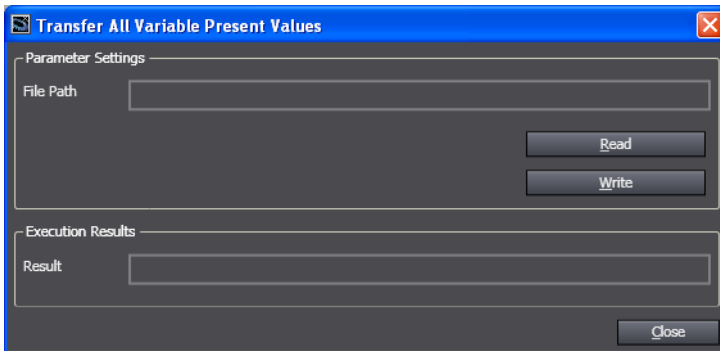 Transfer All Variable Present Values
Parameter Settings
File Path
Read
Write
Execution Results
Result
Close